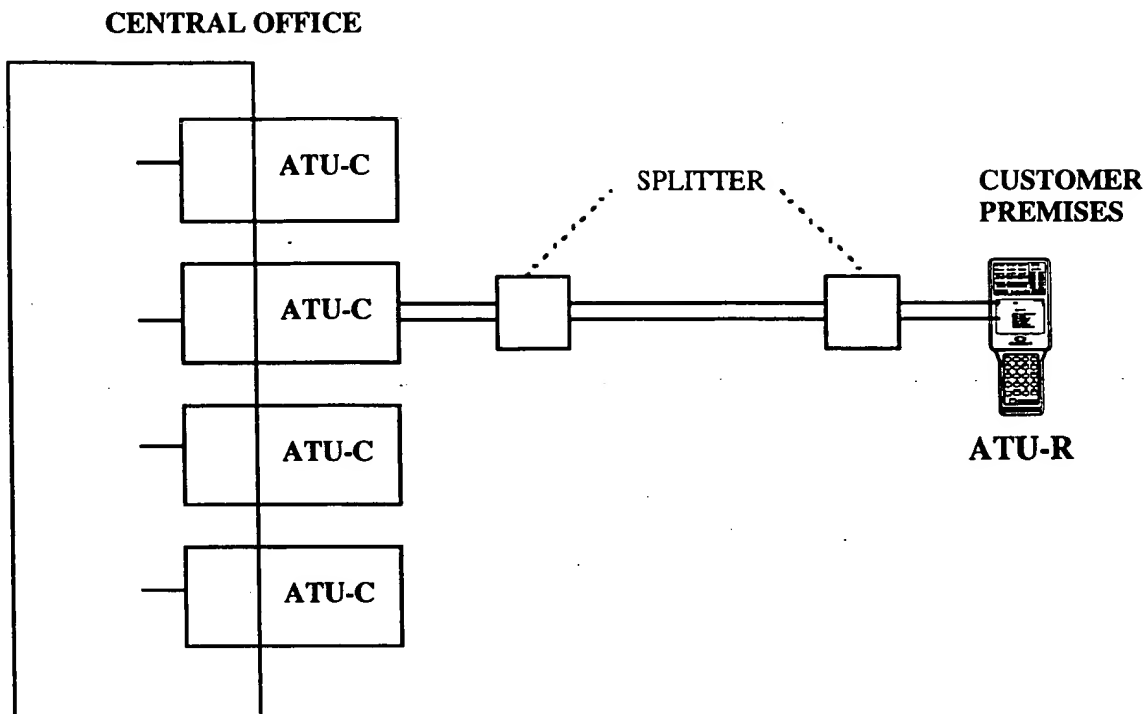 CENTRAL OFFICE
ATU-C
SPLITTER
CUSTOMER
PREMISES
ATU-C
ATU-C
ATU-R
ATU-C